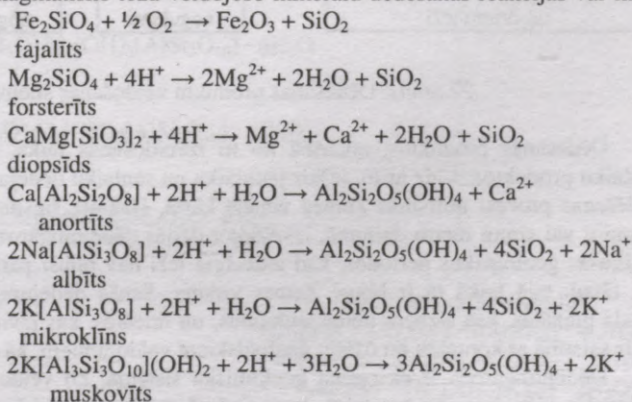 Fe₂SiO₄ + ½ O₂ → Fe₂O₃ + SiO₂
fajalīts
Mg₂SiO₄ + 4H⁺ → 2Mg²⁺ + 2H₂O + SiO₂
forsterīts
CaMg[SiO₃]₂ + 4H⁺ → Mg²⁺ + Ca²⁺ + 2H₂O + SiO₂
diopsīds
Ca[Al₂Si₂O₈] + 2H⁺ + H₂O → Al₂Si₂O₅(OH)₄ + Ca²⁺
anortīts
2Na[AlSi₃O₈] + 2H⁺ + H₂O → Al₂Si₂O₅(OH)₄ + 4SiO₂ + 2Na⁺
albīts
2K[AlSi₃O₈] + 2H⁺ + H₂O → Al₂Si₂O₅(OH)₄ + 4SiO₂ + 2K⁺
mikroklīns
2K[Al₃Si₃O₁₀](OH)₂ + 2H⁺ + 3H₂O → 3Al₂Si₂O₅(OH)₄ + 2K⁺
muskovīts